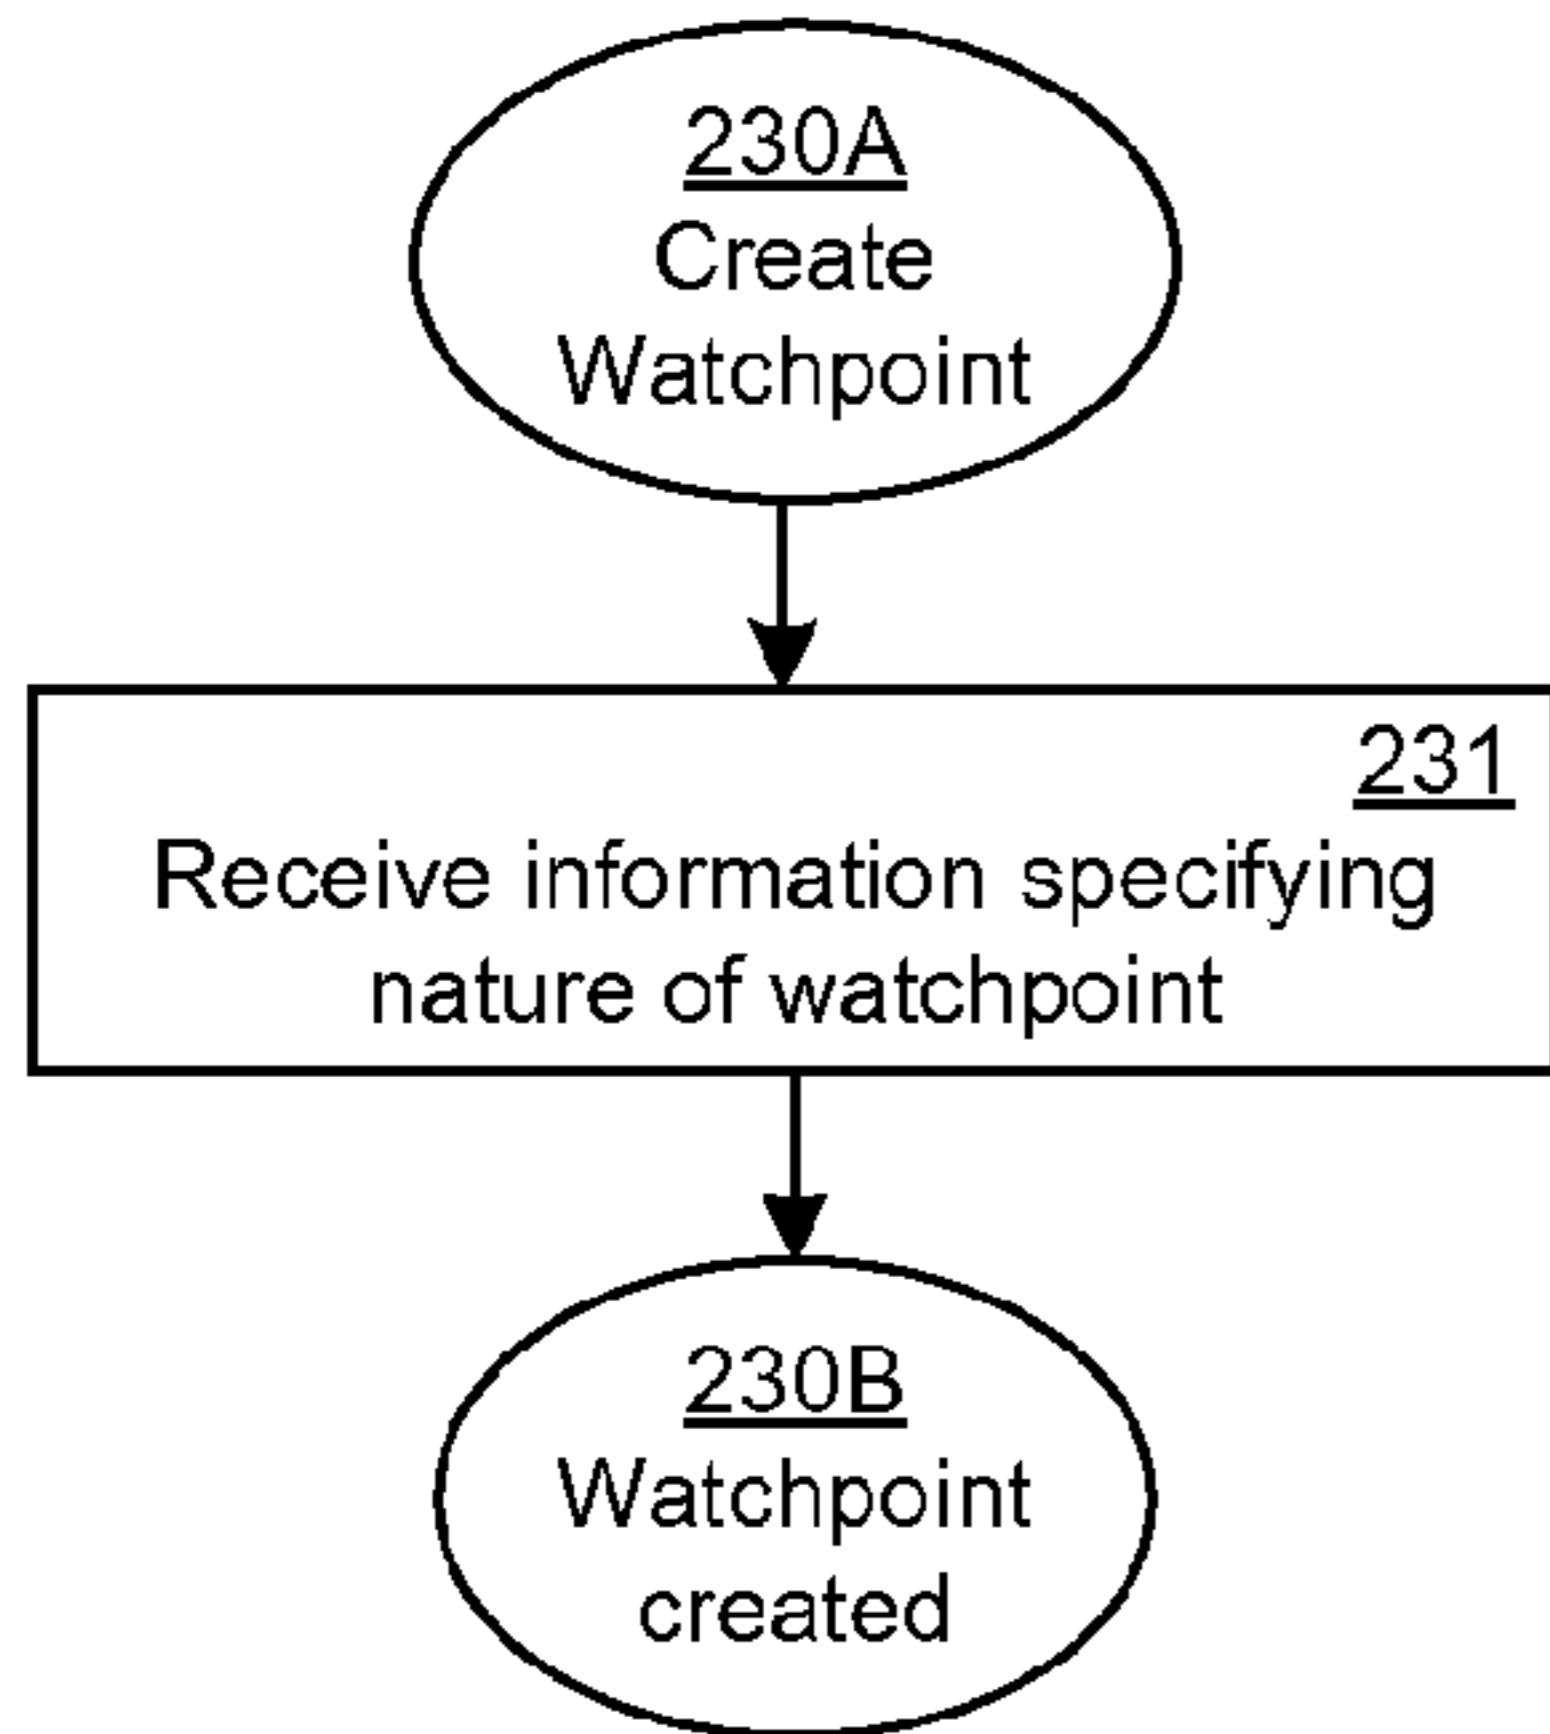 230A
Create
Watchpoint
231
Receive information specifying
nature of watchpoint
230B
Watchpoint
created